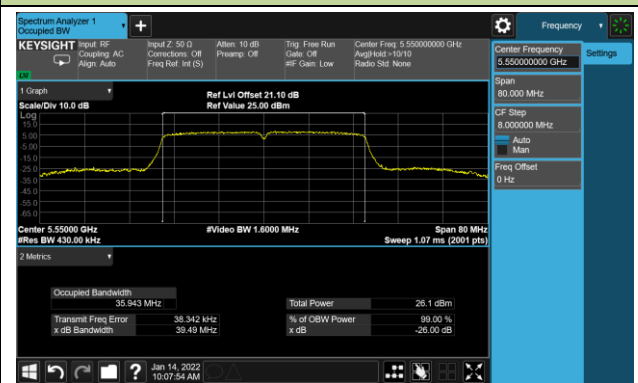 Spectrum Analyzer 1
Occupied BW
Frequency
KEYSIGHT
Input: RF
Coupling: AC
Align: Auto
Input Z: 50 Ω
Corrections: Off
Freq Ref: Int (S)
Atten: 10 dB
Preamp: Off
Trig: Free Run
Gate: Off
#IF Gain: Low
Center Freq: 5.550000000 GHz
Avg|Hold:>10/10
Radio Std: None
Center Frequency
5.550000000 GHz
Settings
Span
80.000 MHz
CF Step
8.000000 MHz
Auto
Man
Freq Offset
0 Hz
1 Graph
Scale/Div 10.0 dB
Ref Lvl Offset 21.10 dB
Ref Value 25.00 dBm
Log
15.0
5.00
-5.00
-15.0
-25.0
-35.0
-45.0
-55.0
-65.0
Center 5.55000 GHz
#Res BW 430.00 kHz
#Video BW 1.6000 MHz
Span 80 MHz
Sweep 1.07 ms (2001 pts)
2 Metrics
Occupied Bandwidth
35.943 MHz
Total Power 26.1 dBm
Transmit Freq Error 38.342 kHz
% of OBW Power 99.00 %
x dB Bandwidth 39.49 MHz
x dB -26.00 dB
Jan 14, 2022
10:07:54 AM